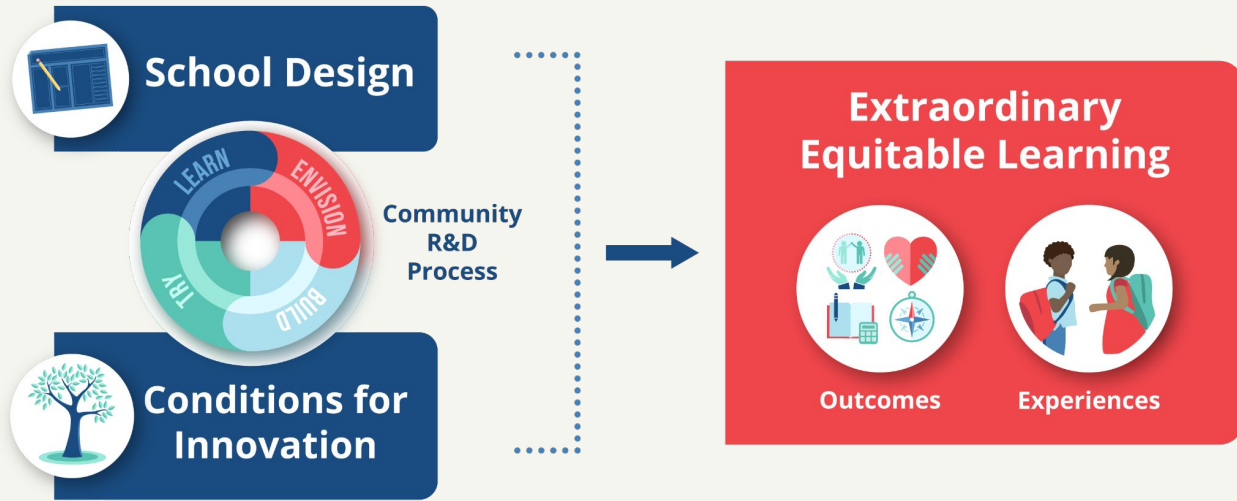 School Design
LEARN
ENVISION
TRY
BUILD
Community
R&D
Process
Conditions for
Innovation
Extraordinary
Equitable Learning
Outcomes
Experiences